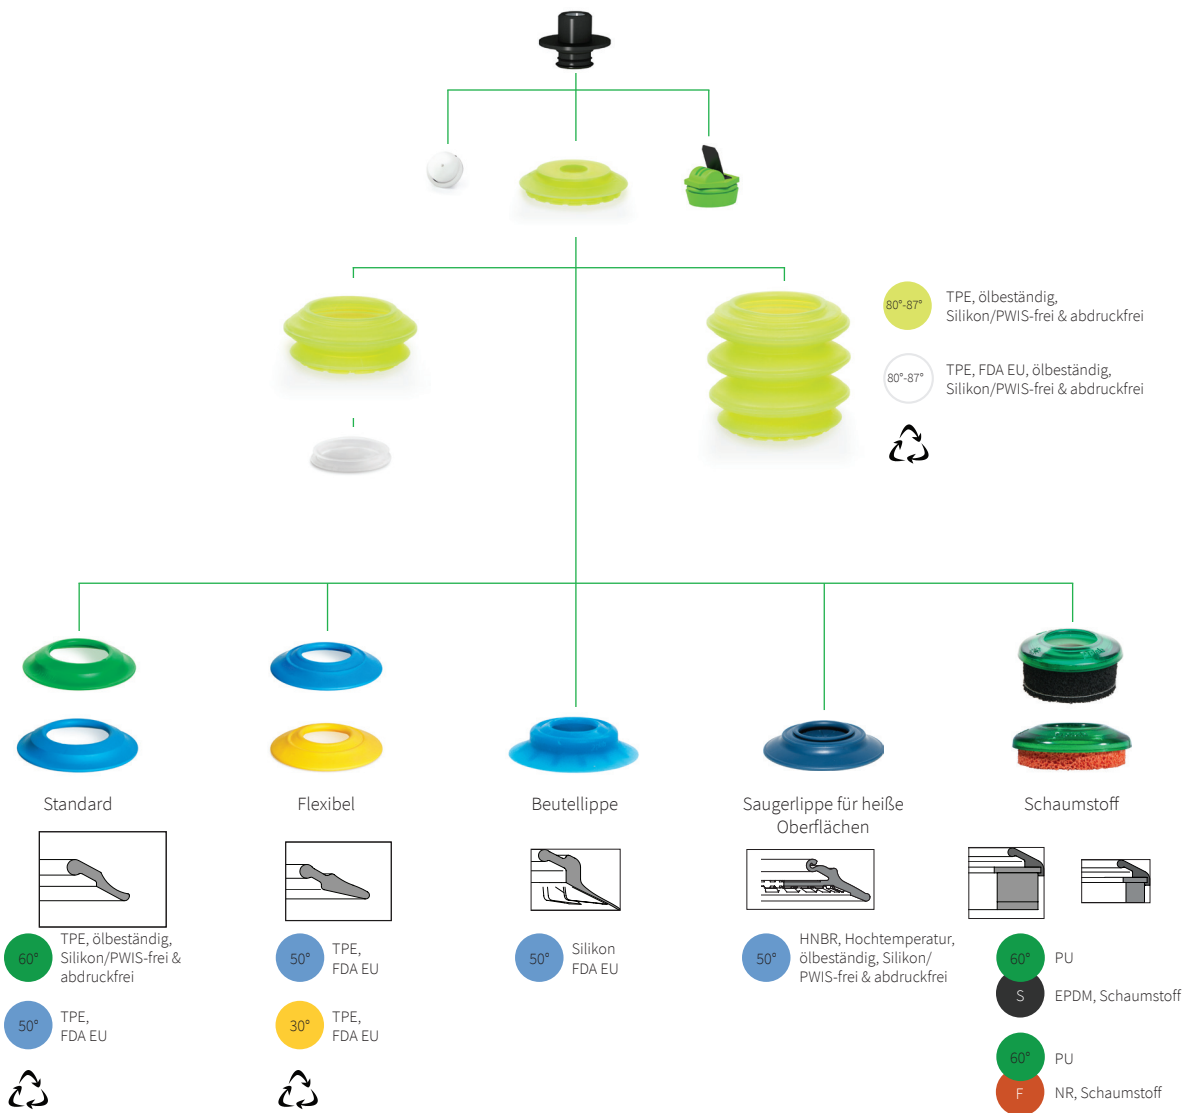 80°-87°
TPE, ölbeständig,
Silikon/PWIS-frei & abdruckfrei
80°-87°
TPE, FDA EU, ölbeständig,
Silikon/PWIS-frei & abdruckfrei
Standard
Flexibel
Beutellippe
Saugerlippe für heiße
Oberflächen
Schaumstoff
60°
TPE, ölbeständig,
Silikon/PWIS-frei &
abdruckfrei
50°
TPE,
FDA EU
50°
TPE,
FDA EU
30°
TPE,
FDA EU
50°
Silikon
FDA EU
50°
HNBR, Hochtemperatur,
ölbeständig, Silikon/
PWIS-frei & abdruckfrei
60°
PU
S
EPDM, Schaumstoff
60°
PU
F
NR, Schaumstoff